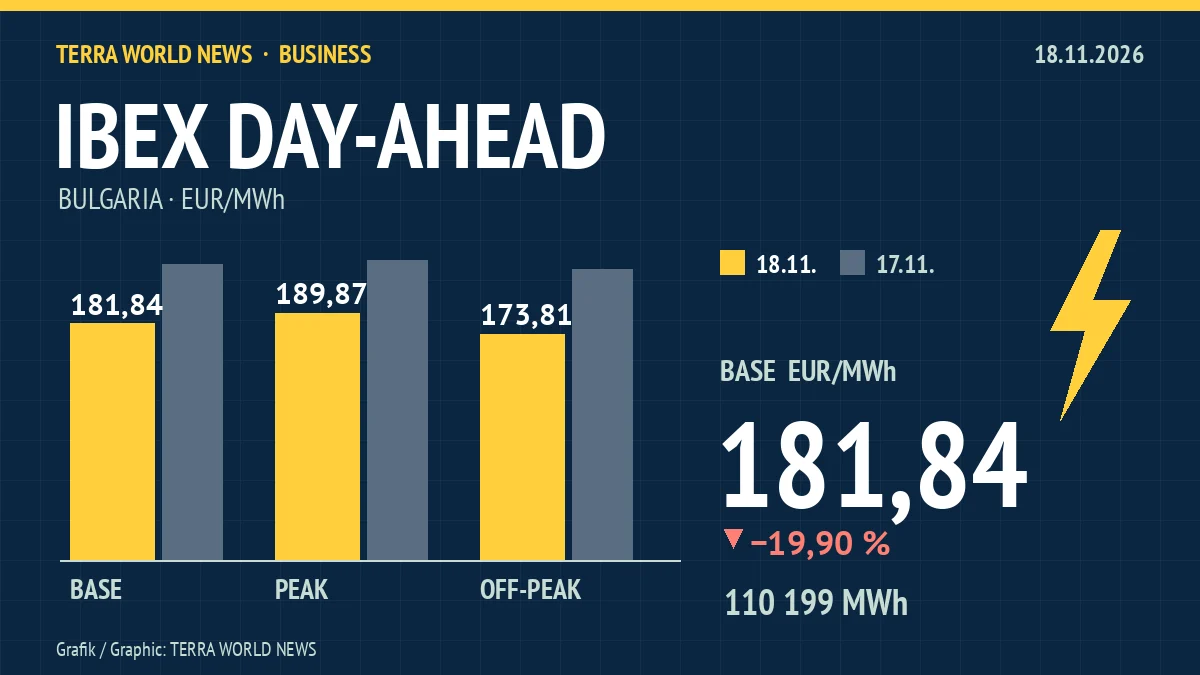 TERRA WORLD NEWS · BUSINESS
18.11.2026
IBEX DAY-AHEAD
BULGARIA · EUR/MWh
18.11.
17.11.
181,84
189,87
173,81
BASE
PEAK
OFF-PEAK
BASE EUR/MWh
181,84
▼ −19,90 %
110 199 MWh
Grafik / Graphic: TERRA WORLD NEWS